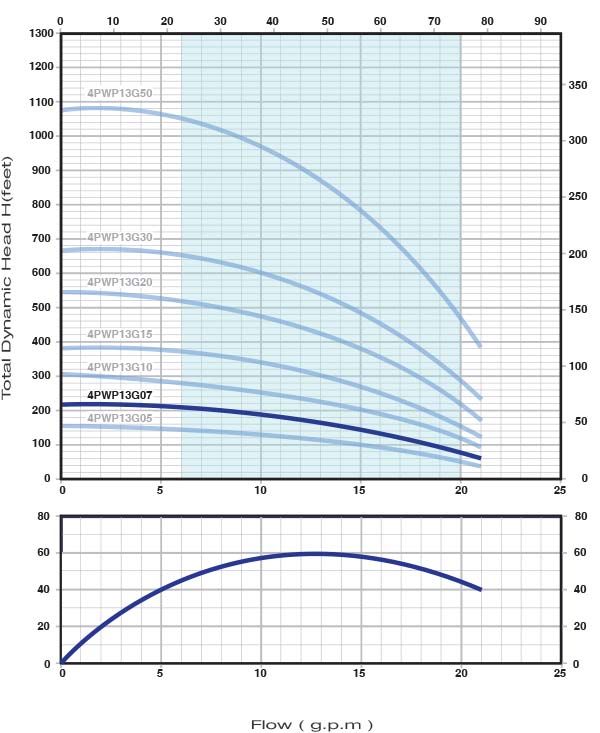 0 10 20 30 40 50 60 70 80 90
1300
1200
1100
1000
900
800
700
600
500
400
300
200
100
0
Total Dynamic Head H(feet)
4PWP13G50
4PWP13G30
4PWP13G20
4PWP13G15
4PWP13G10
4PWP13G07
4PWP13G05
350
300
250
200
150
100
50
0
0 5 10 15 20 25
80
60
40
20
0
80
60
40
20
0
0 5 10 15 20 25
Flow ( g.p.m )